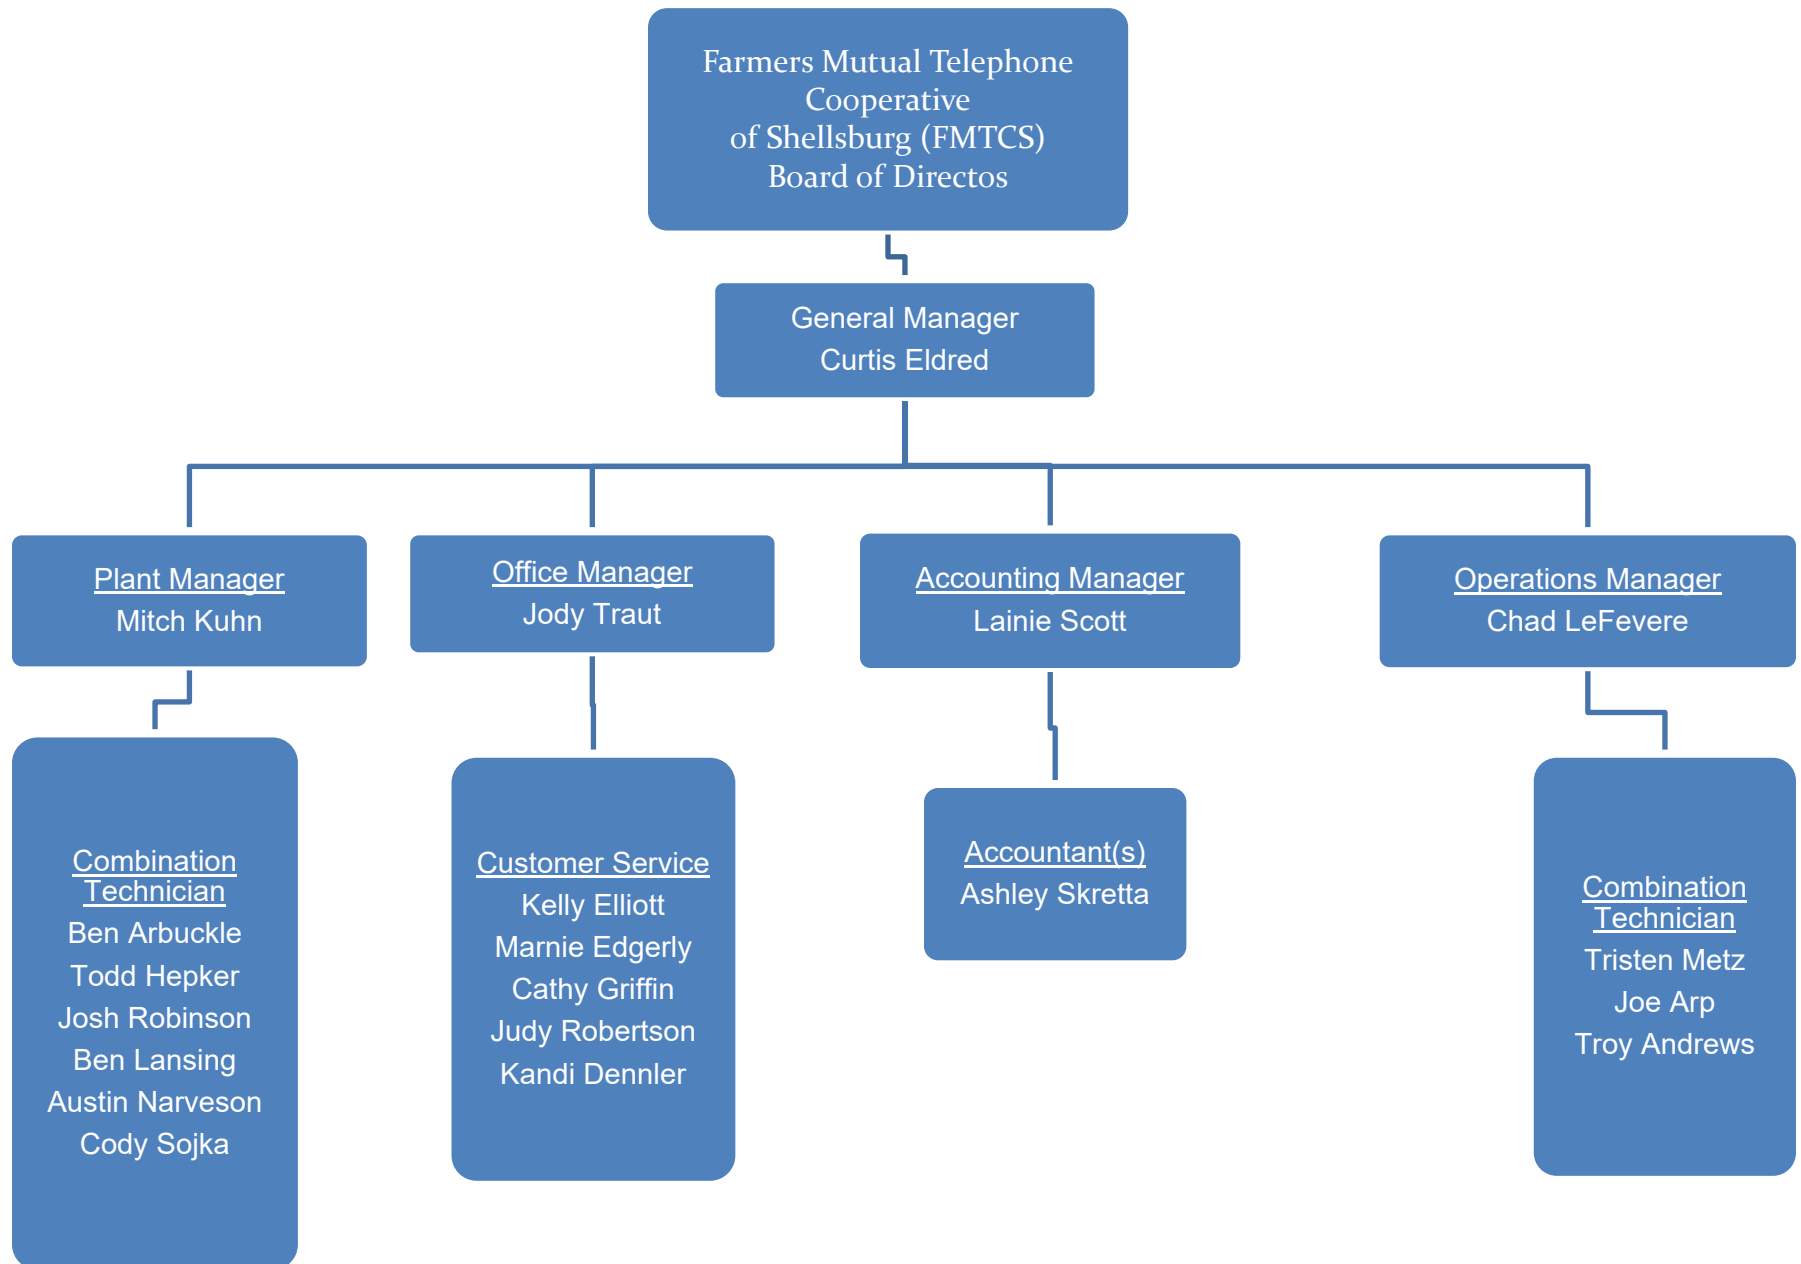 Farmers Mutual Telephone
Cooperative
of Shellsburg (FMTCS)
Board of Directos
General Manager
Curtis Eldred
Plant Manager
Mitch Kuhn
Office Manager
Jody Traut
Accounting Manager
Lainie Scott
Operations Manager
Chad LeFevere
Combination
Technician
Ben Arbuckle
Todd Hepker
Josh Robinson
Ben Lansing
Austin Narveson
Cody Sojka
Customer Service
Kelly Elliott
Marnie Edgerly
Cathy Griffin
Judy Robertson
Kandi Dennler
Accountant(s)
Ashley Skretta
Combination
Technician
Tristen Metz
Joe Arp
Troy Andrews